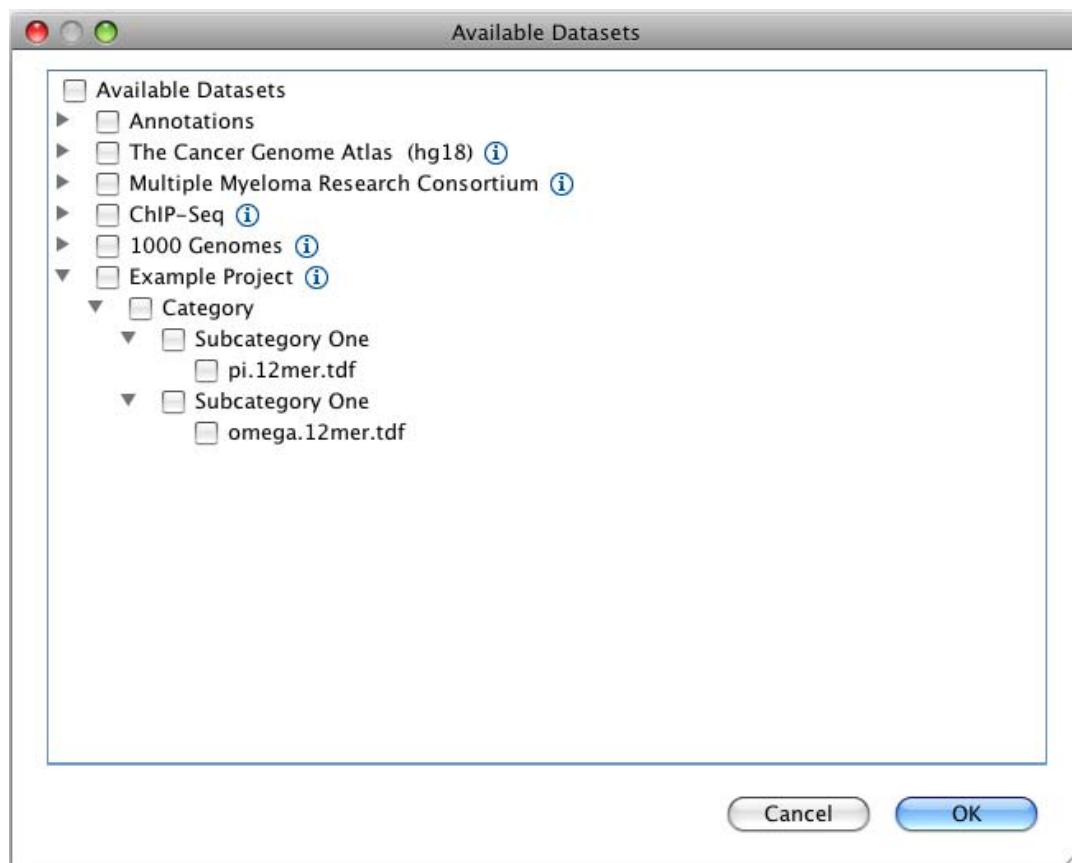 Available Datasets
Available Datasets
Annotations
The Cancer Genome Atlas (hg18) i
Multiple Myeloma Research Consortium i
ChIP-Seq i
1000 Genomes i
Example Project i
Category
Subcategory One
pi.12mer.tdf
Subcategory One
omega.12mer.tdf
Cancel OK